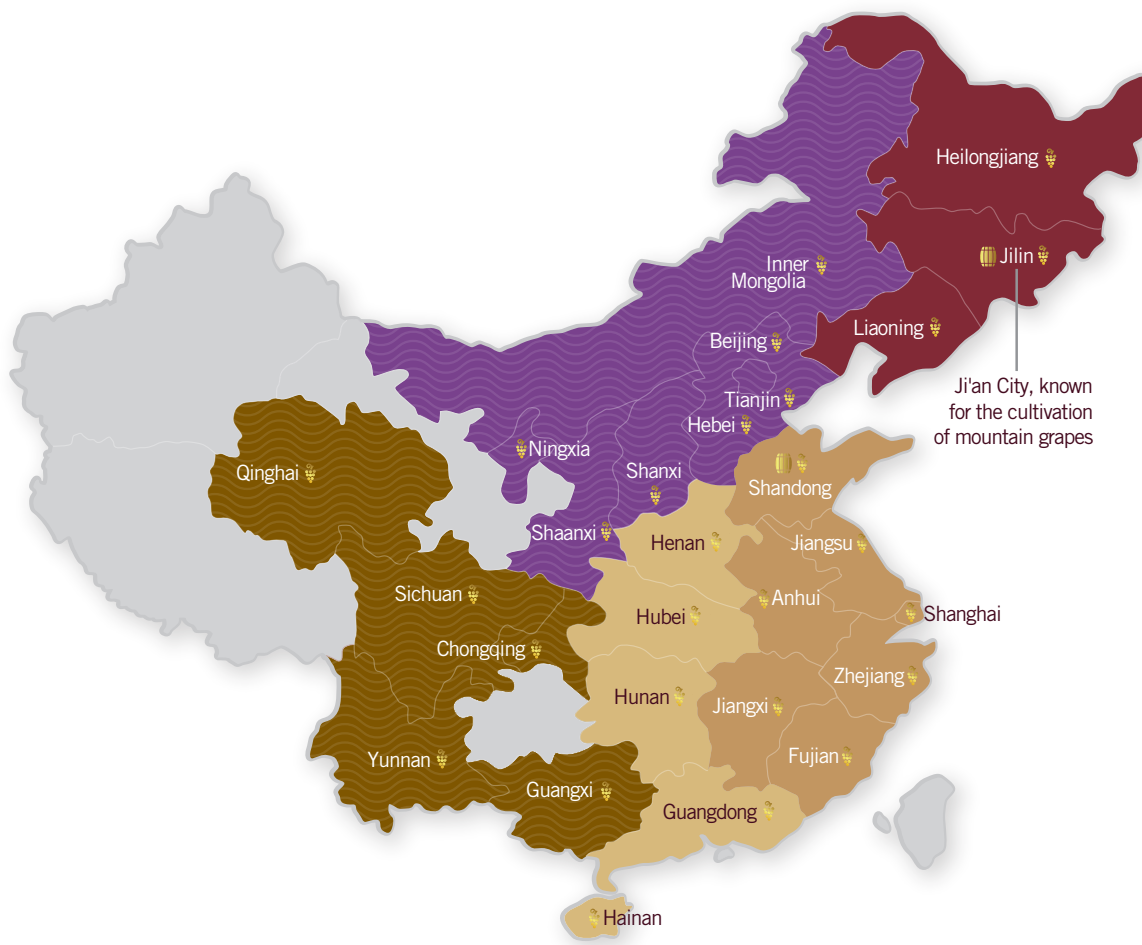 Heilongjiang
Jilin
Inner
Mongolia
Liaoning
Beijing
Ji'an City, known
for the cultivation
of mountain grapes
Tianjin
Hebei
Ningxia
Shanxi
Qinghai
Shandong
Shaanxi
Henan
Jiangsu
Sichuan
Anhui
Hubei
Shanghai
Chongqing
Zhejiang
Hunan
Jiangxi
Yunnan
Fujian
Guangxi
Guangdong
Hainan